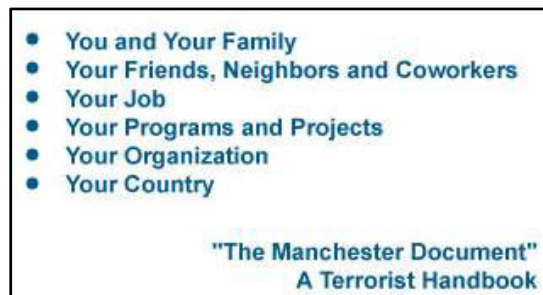 • You and Your Family
• Your Friends, Neighbors and Coworkers
• Your Job
• Your Programs and Projects
• Your Organization
• Your Country
"The Manchester Document"
A Terrorist Handbook